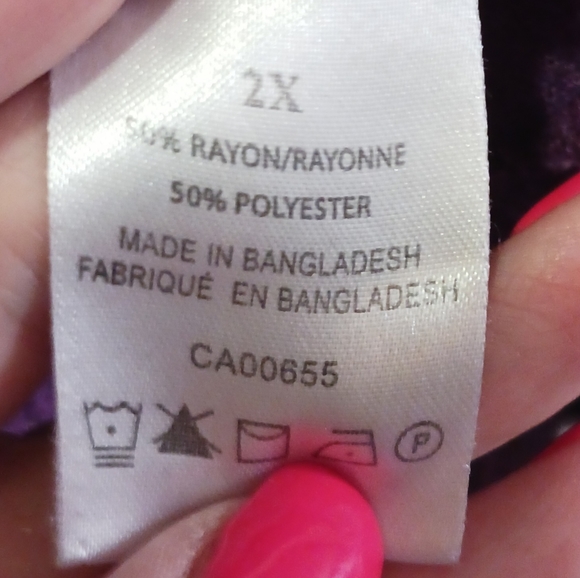 2X
50% RAYON/RAYONNE
50% POLYESTER
MADE IN BANGLADESH
FABRIQUÉ EN BANGLADESH
CA00655
P